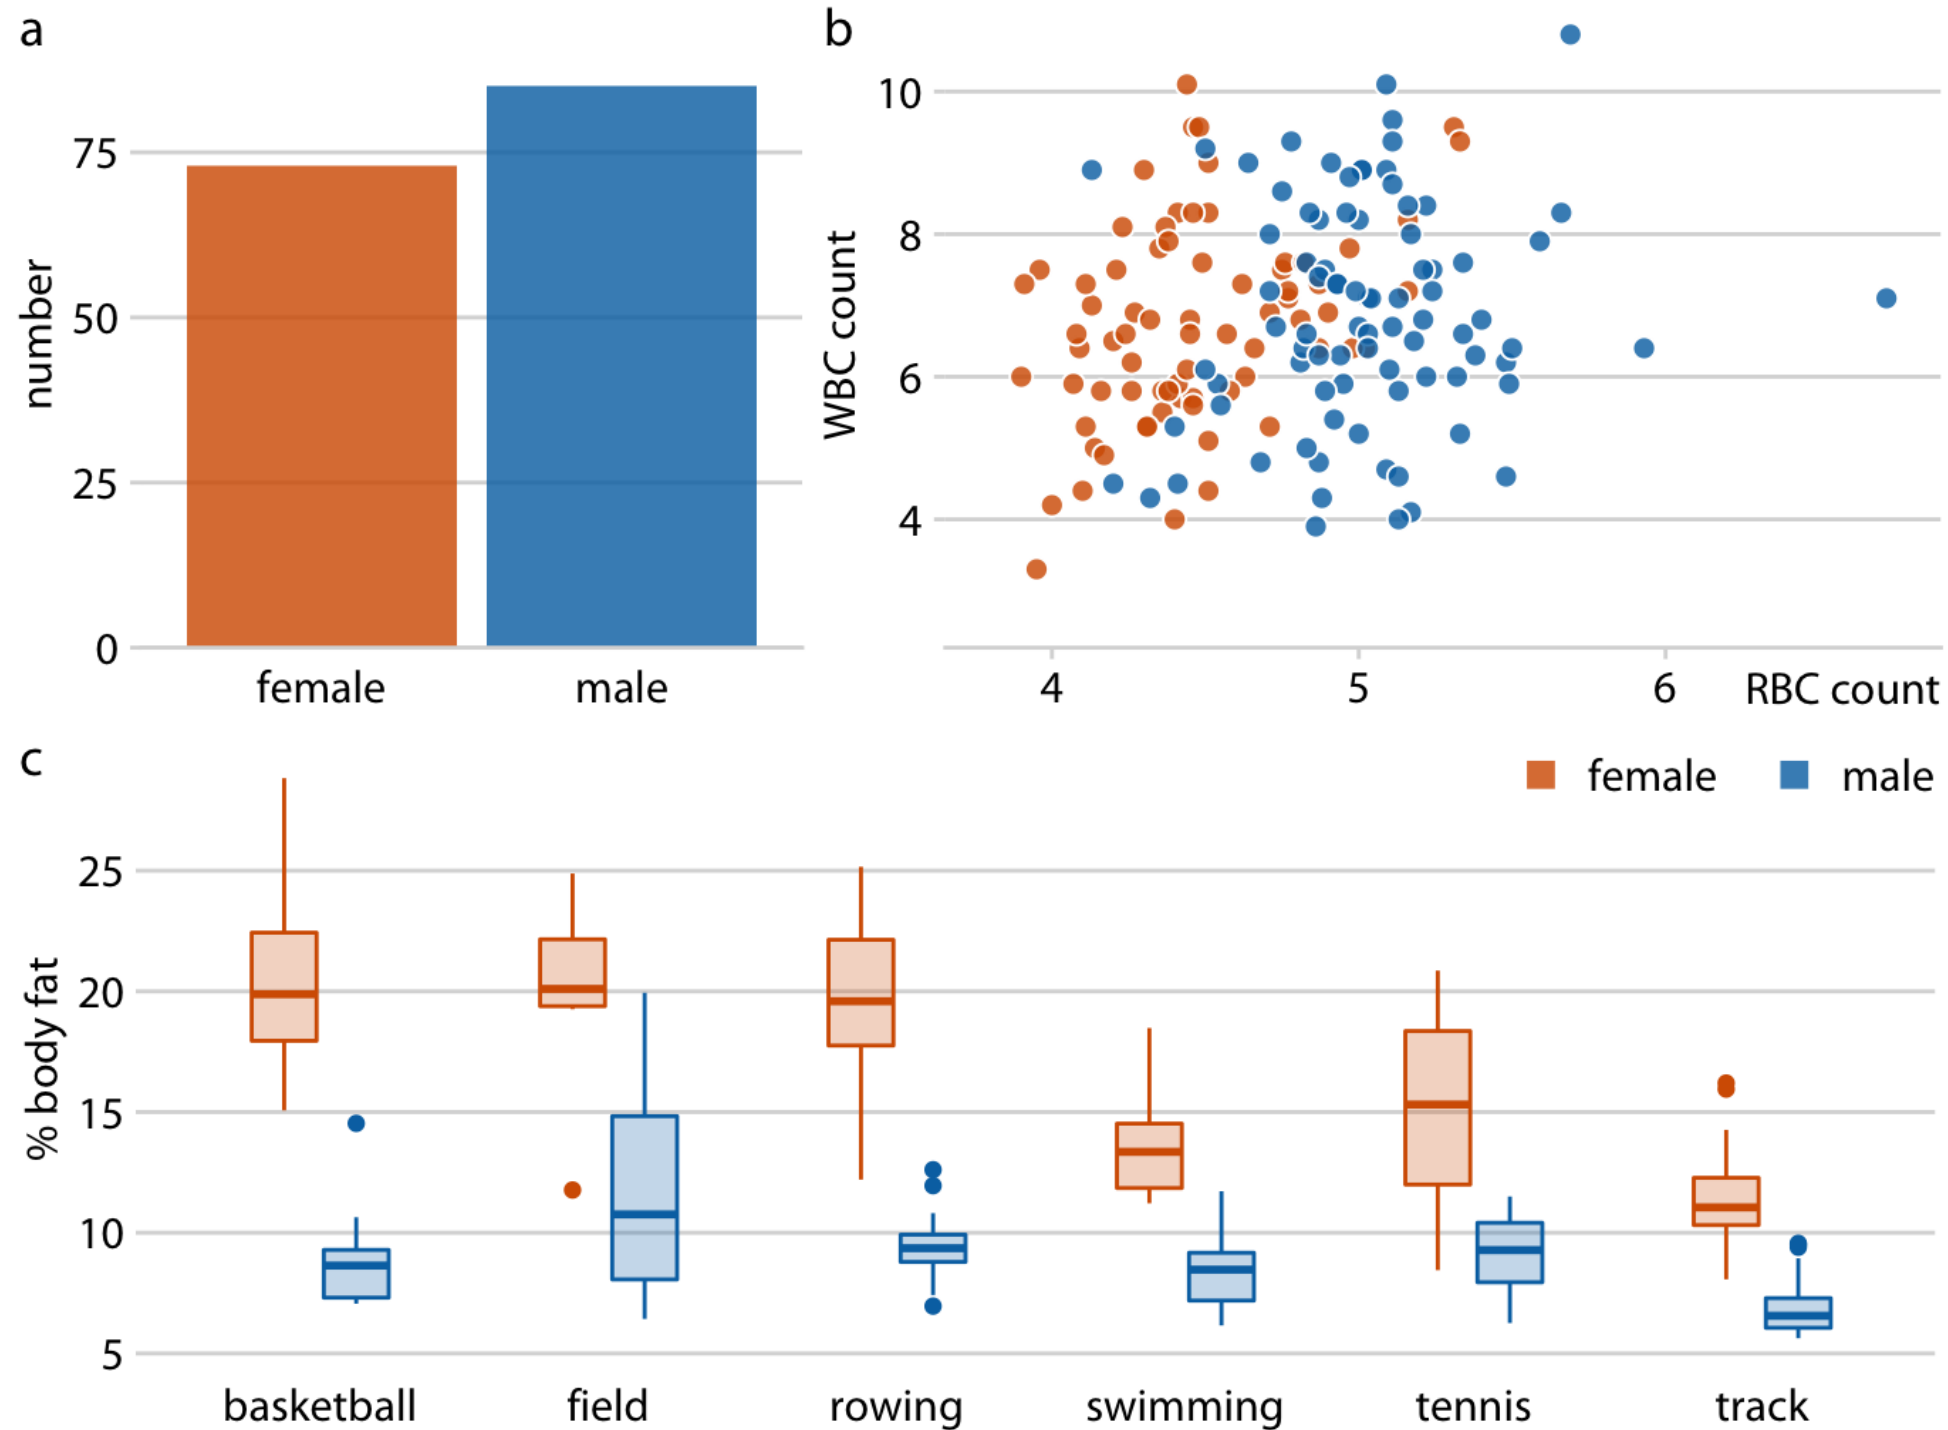 a
number
75
50
25
0
female male
b
WBC count
10
8
6
4
4 5 6 RBC count
c
female male
% body fat
25
20
15
10
5
basketball field rowing swimming tennis track